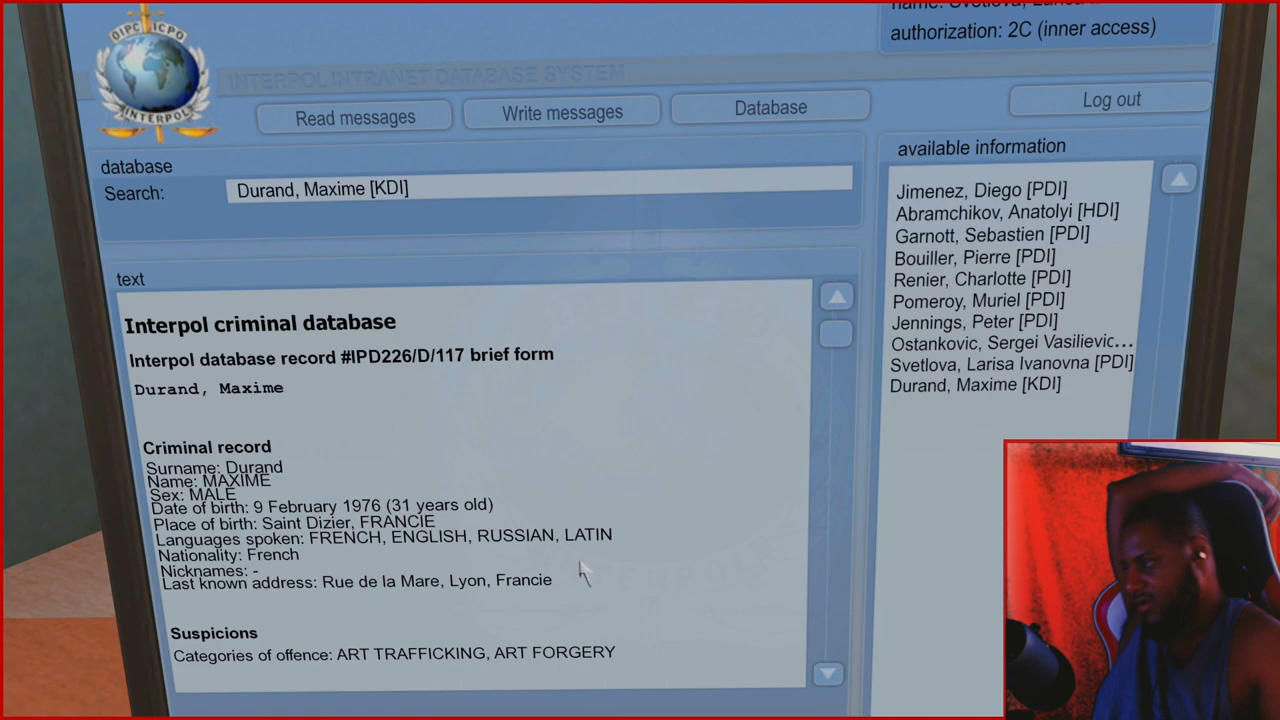 name: Svetlova,
authorization: 2C (inner access)
OIPC ICPO
INTERPOL
INTERPOL INTRANET DATABASE SYSTEM
Read messages
Write messages
Database
Log out
database
Search:
Durand, Maxime [KDI]
available information
Jimenez, Diego [PDI]
Abramchikov, Anatolyi [HDI]
Garnott, Sebastien [PDI]
Bouiller, Pierre [PDI]
Renier, Charlotte [PDI]
Pomeroy, Muriel [PDI]
Jennings, Peter [PDI]
Ostankovic, Sergei Vasilievic...
Svetlova, Larisa Ivanovna [PDI]
Durand, Maxime [KDI]
text
Interpol criminal database
Interpol database record #IPD226/D/117 brief form
Durand, Maxime
Criminal record
Surname: Durand
Name: MAXIME
Sex: MALE
Date of birth: 9 February 1976 (31 years old)
Place of birth: Saint Dizier, FRANCIE
Languages spoken: FRENCH, ENGLISH, RUSSIAN, LATIN
Nationality: French
Nicknames: -
Last known address: Rue de la Mare, Lyon, Francie
Suspicions
Categories of offence: ART TRAFFICKING, ART FORGERY